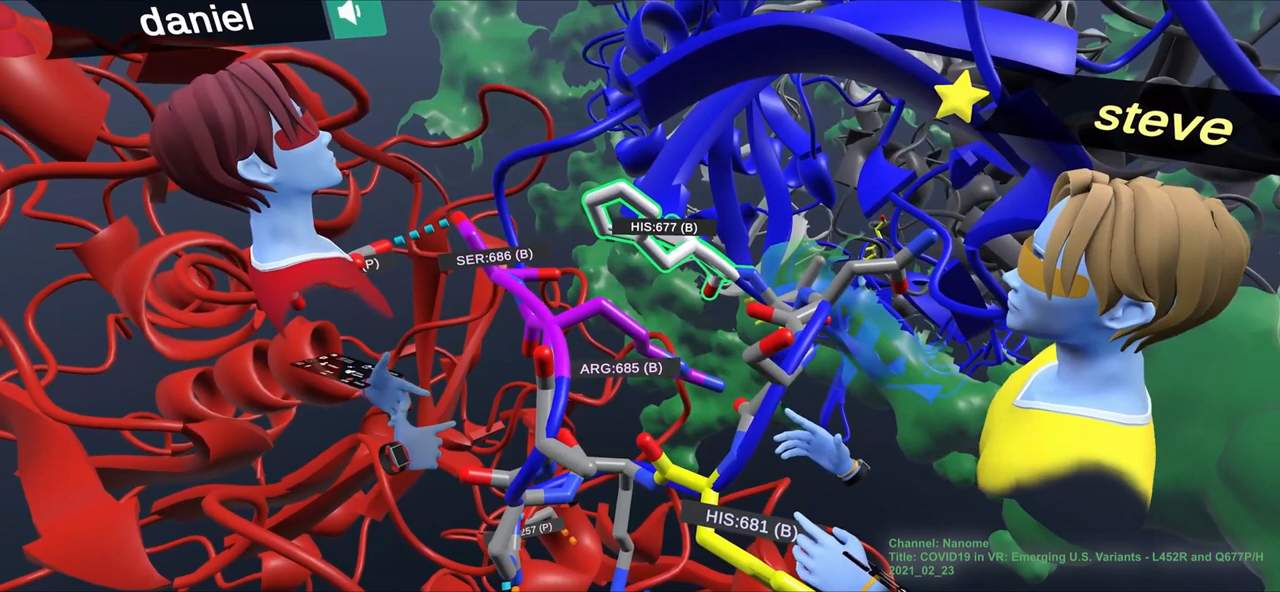 daniel
steve
HIS:677 (B)
SER:686 (B)
(P)
ARG:685 (B)
HIS:681 (B)
257 (P)
Channel: Nanome
Title: COVID19 in VR: Emerging U.S. Variants - L452R and Q677P/H
2021_02_23